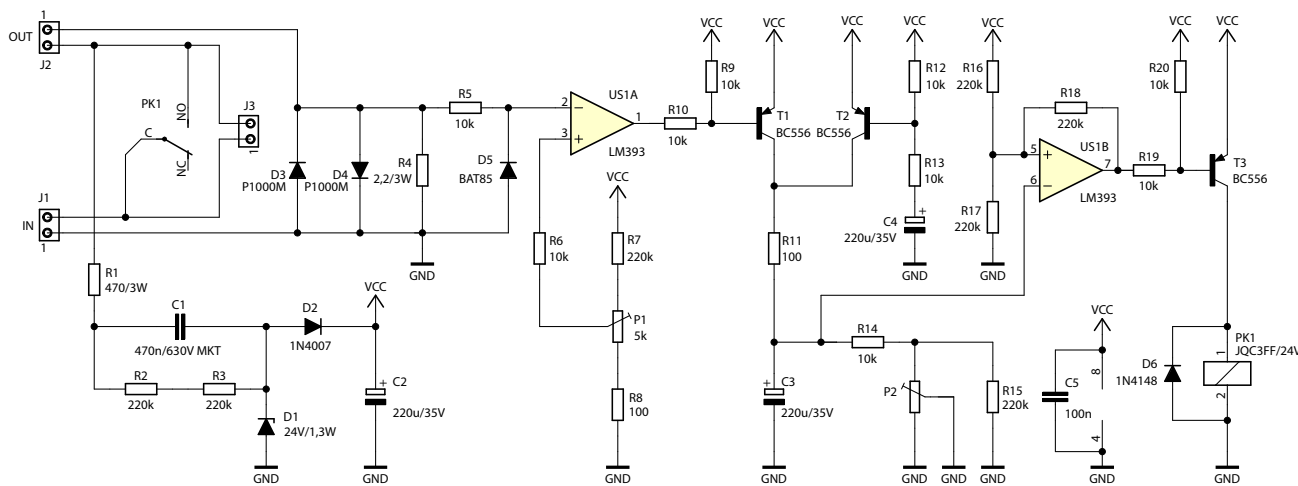 1
OUT
J2
PK1
NO
C
NC
J3
1
J1
IN
1
R1
470/3W
C1
470n/630V MKT
R2
220k
R3
220k
D2
1N4007
D1
24V/1,3W
GND
VCC
+
C2
220u/35V
GND
D3
P1000M
D4
P1000M
R4
2,2/3W
GND
R5
10k
D5
BAT85
US1A
2
−
3
+
1
LM393
R6
10k
VCC
R7
220k
P1
5k
R8
100
GND
VCC
R9
10k
R10
10k
VCC
T1
BC556
VCC
T2
BC556
VCC
R12
10k
R13
10k
+
C4
220u/35V
GND
R11
100
R14
10k
+
C3
220u/35V
GND
P2
GND
GND
R15
220k
GND
VCC
R16
220k
R17
220k
GND
R18
220k
US1B
5
+
6
−
7
LM393
R19
10k
VCC
R20
10k
VCC
T3
BC556
VCC
C5
100n
8
4
GND
D6
1N4148
PK1
JQC3FF/24V
1
2
GND